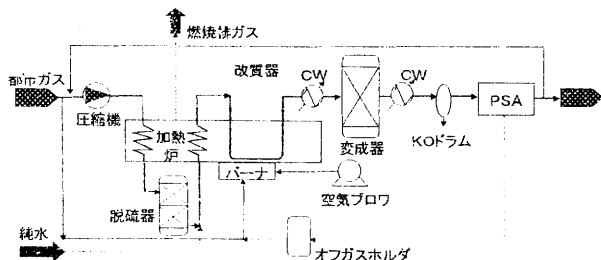 燃焼排ガス
都市ガス
改質器
CW
CW
圧縮機
加熱
炉
変成器
PSA
KOドラム
バーナ
空気ブロワ
脱硫器
純水
オフガスホルダ